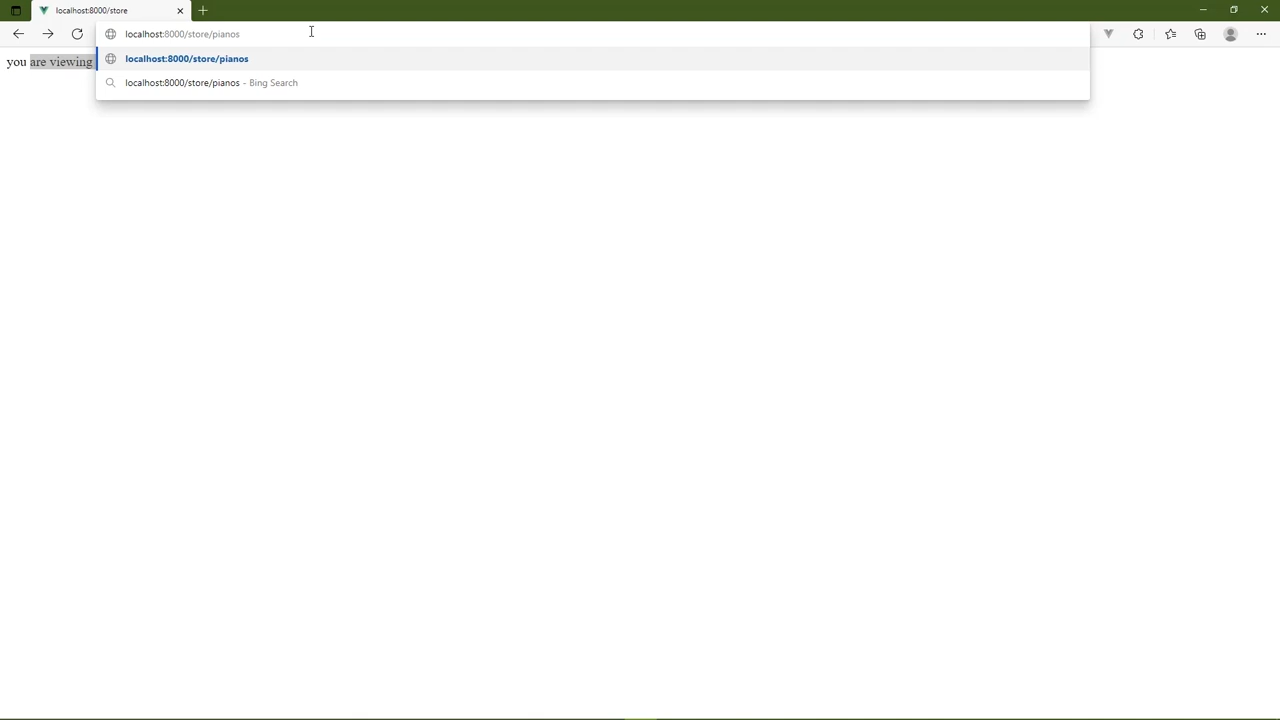 localhost:8000/store
localhost:8000/store/pianos
you are viewing
localhost:8000/store/pianos
localhost:8000/store/pianos - Bing Search